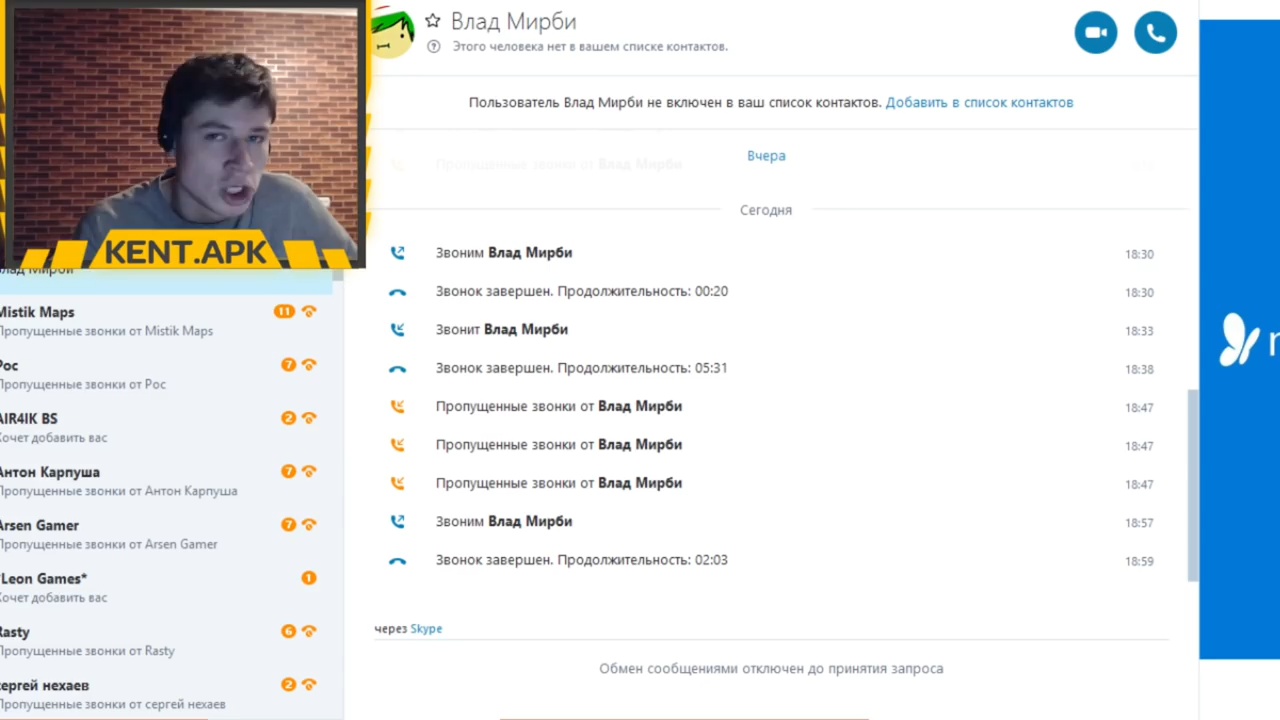 Влад Мирби
Этого человека нет в вашем списке контактов.
Пользователь Влад Мирби не включен в ваш список контактов. Добавить в список контактов
Пропущенные звонки от Влад Мирби
Вчера
Сегодня
Звоним Влад Мирби 18:30
Звонок завершен. Продолжительность: 00:20 18:30
Звонит Влад Мирби 18:33
Звонок завершен. Продолжительность: 05:31 18:38
Пропущенные звонки от Влад Мирби 18:47
Пропущенные звонки от Влад Мирби 18:47
Пропущенные звонки от Влад Мирби 18:47
Звоним Влад Мирби 18:57
Звонок завершен. Продолжительность: 02:03 18:59
через Skype
Обмен сообщениями отключен до принятия запроса
KENT.APK
Влад Мирби
Mistik Maps 11
Пропущенные звонки от Mistik Maps
Рос 7
Пропущенные звонки от Рос
AIR4IK BS 2
Хочет добавить вас
Антон Карпуша 7
Пропущенные звонки от Антон Карпуша
Arsen Gamer 7
Пропущенные звонки от Arsen Gamer
*Leon Games* 1
Хочет добавить вас
Rasty 6
Пропущенные звонки от Rasty
сергей нехаев 2
Пропущенные звонки от сергей нехаев